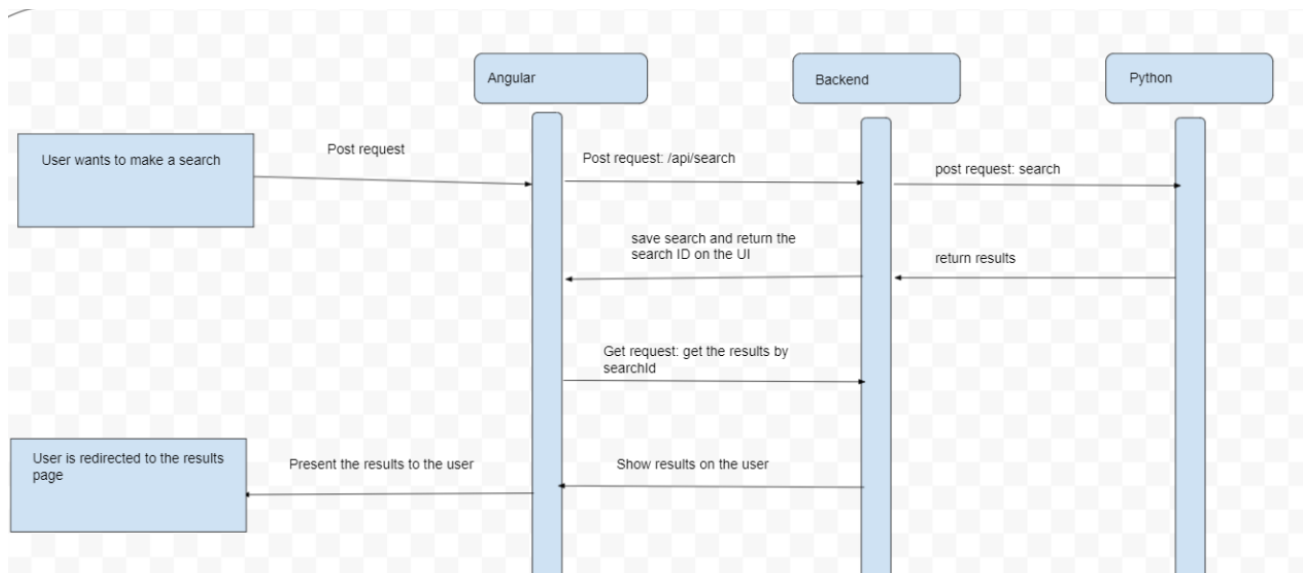 Angular
Backend
Python
User wants to make a search
Post request
Post request: /api/search
post request: search
save search and return the
search ID on the UI
return results
Get request: get the results by
searchId
User is redirected to the results
page
Present the results to the user
Show results on the user